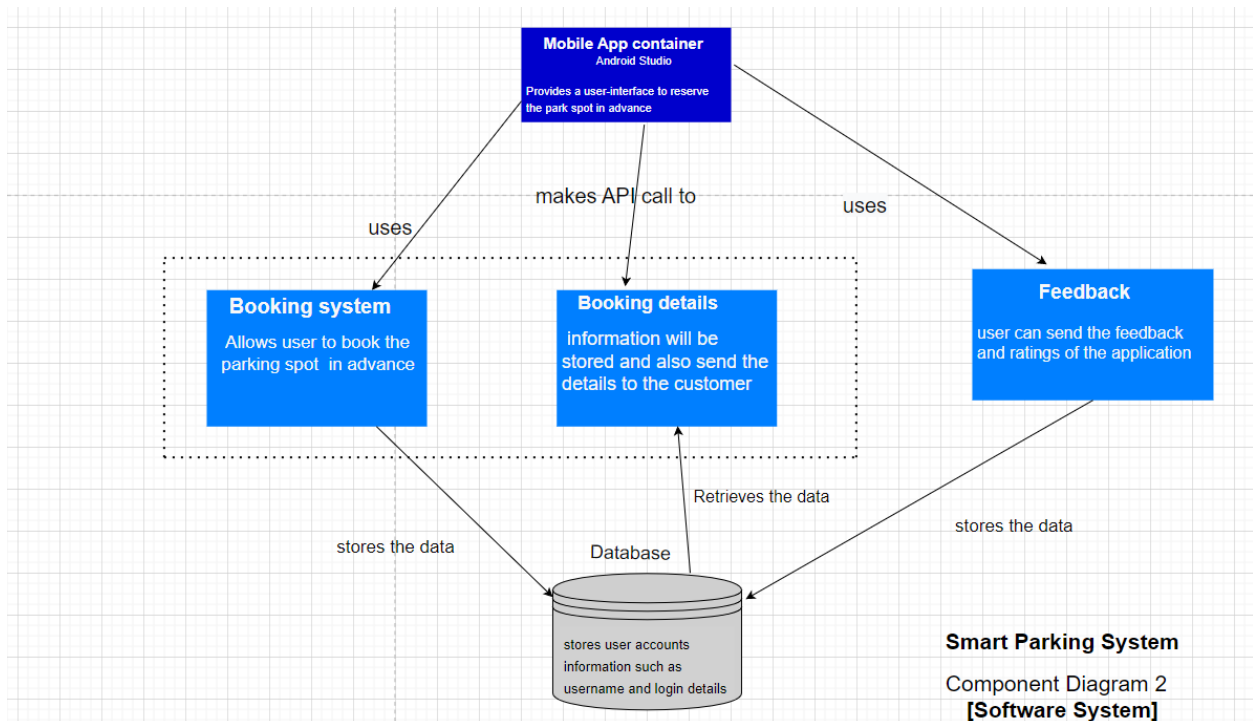 Mobile App container
Android Studio
Provides a user-interface to reserve
the park spot in advance
makes API call to
uses
uses
Booking system
Allows user to book the
parking spot in advance
Booking details
information will be
stored and also send the
details to the customer
Feedback
user can send the feedback
and ratings of the application
Retrieves the data
stores the data
stores the data
Database
stores user accounts
information such as
username and login details
Smart Parking System
Component Diagram 2
[Software System]